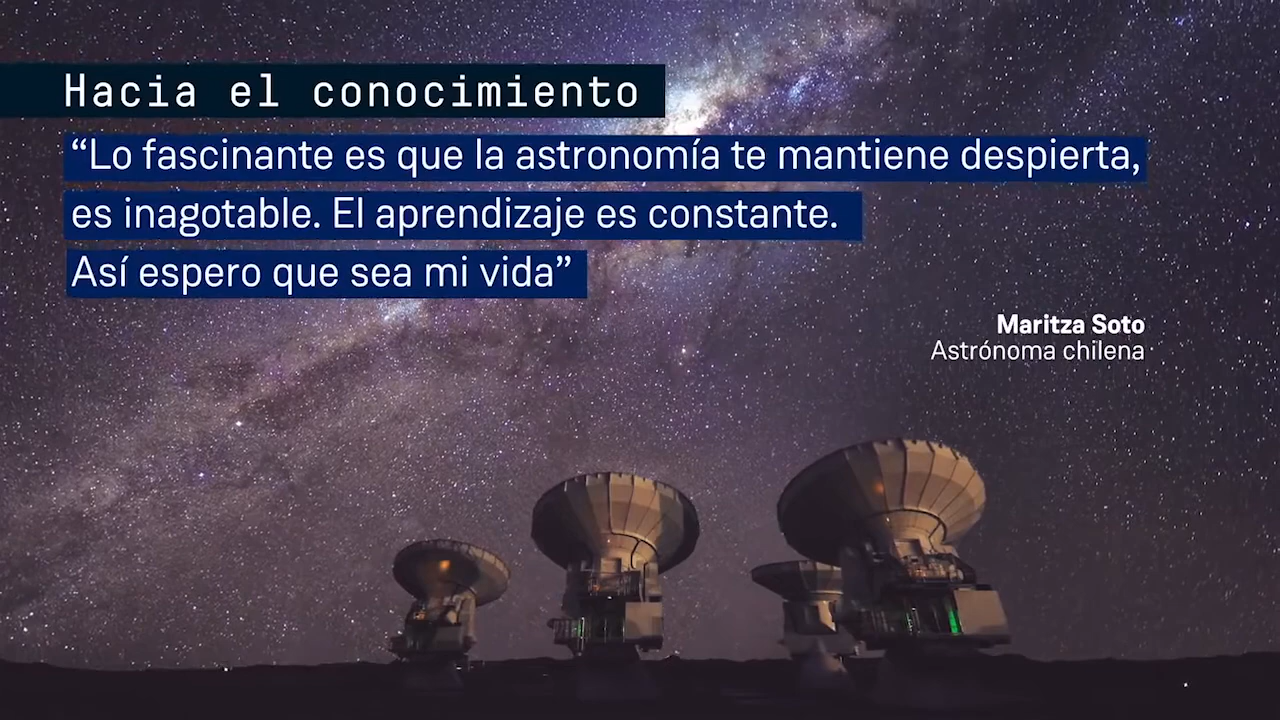 Hacia el conocimiento
“Lo fascinante es que la astronomía te mantiene despierta,
es inagotable. El aprendizaje es constante.
Así espero que sea mi vida”
Maritza Soto
Astrónoma chilena